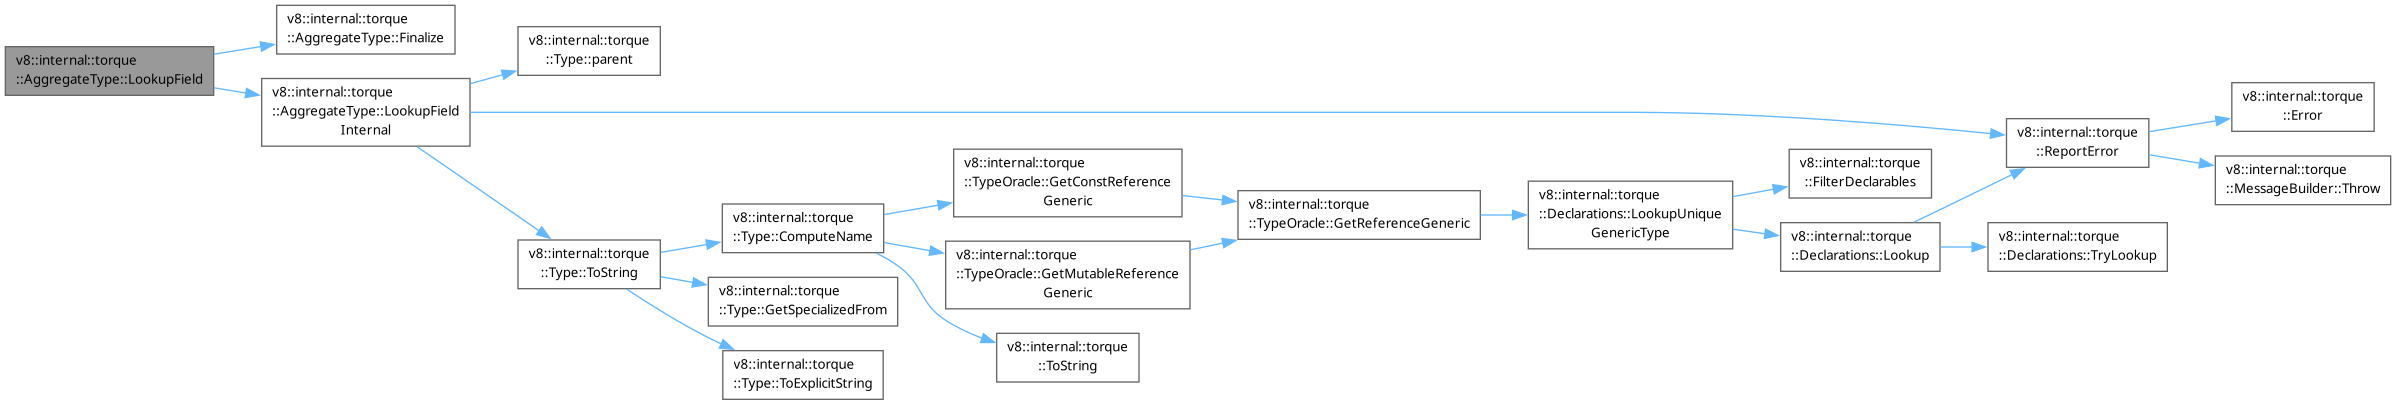 v8::internal::torque
::AggregateType::LookupField
v8::internal::torque
::AggregateType::Finalize
v8::internal::torque
::AggregateType::LookupField
Internal
v8::internal::torque
::Type::parent
v8::internal::torque
::Type::ToString
v8::internal::torque
::Type::ComputeName
v8::internal::torque
::Type::GetSpecializedFrom
v8::internal::torque
::Type::ToExplicitString
v8::internal::torque
::TypeOracle::GetConstReference
Generic
v8::internal::torque
::TypeOracle::GetMutableReference
Generic
v8::internal::torque
::ToString
v8::internal::torque
::TypeOracle::GetReferenceGeneric
v8::internal::torque
::Declarations::LookupUnique
GenericType
v8::internal::torque
::FilterDeclarables
v8::internal::torque
::Declarations::Lookup
v8::internal::torque
::ReportError
v8::internal::torque
::Declarations::TryLookup
v8::internal::torque
::Error
v8::internal::torque
::MessageBuilder::Throw